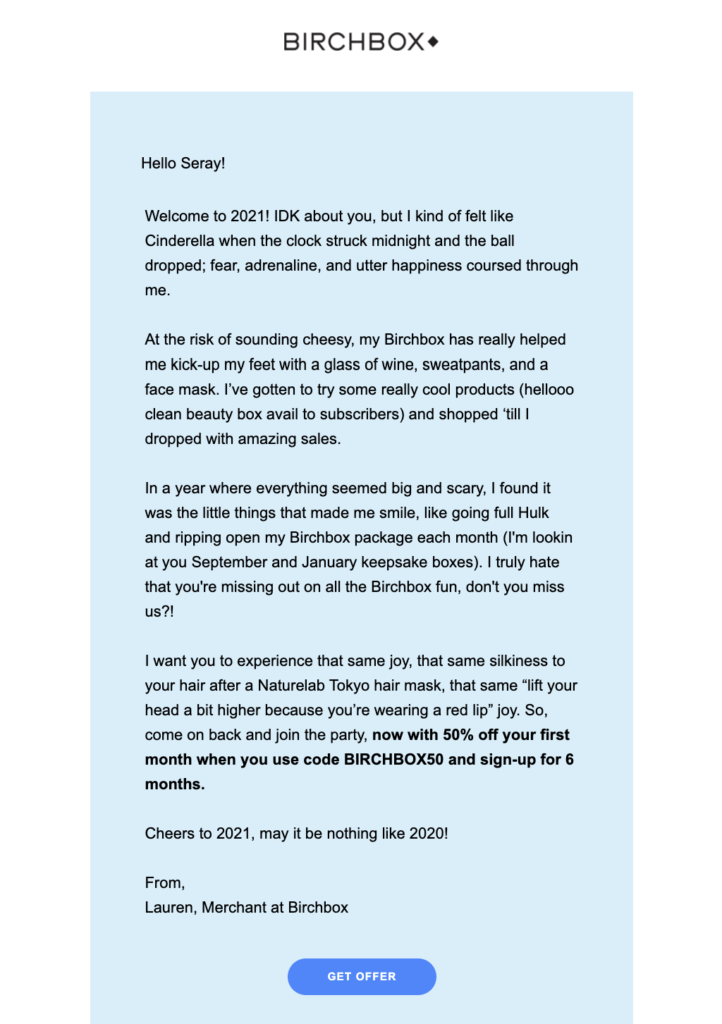 BIRCHBOX◆
Hello Seray!
Welcome to 2021! IDK about you, but I kind of felt like
Cinderella when the clock struck midnight and the ball
dropped; fear, adrenaline, and utter happiness coursed through
me.
At the risk of sounding cheesy, my Birchbox has really helped
me kick-up my feet with a glass of wine, sweatpants, and a
face mask. I’ve gotten to try some really cool products (hellooo
clean beauty box avail to subscribers) and shopped ‘till I
dropped with amazing sales.
In a year where everything seemed big and scary, I found it
was the little things that made me smile, like going full Hulk
and ripping open my Birchbox package each month (I'm lookin
at you September and January keepsake boxes). I truly hate
that you're missing out on all the Birchbox fun, don't you miss
us?!
I want you to experience that same joy, that same silkiness to
your hair after a Naturelab Tokyo hair mask, that same “lift your
head a bit higher because you’re wearing a red lip” joy. So,
come on back and join the party, now with 50% off your first
month when you use code BIRCHBOX50 and sign-up for 6
months.
Cheers to 2021, may it be nothing like 2020!
From,
Lauren, Merchant at Birchbox
GET OFFER